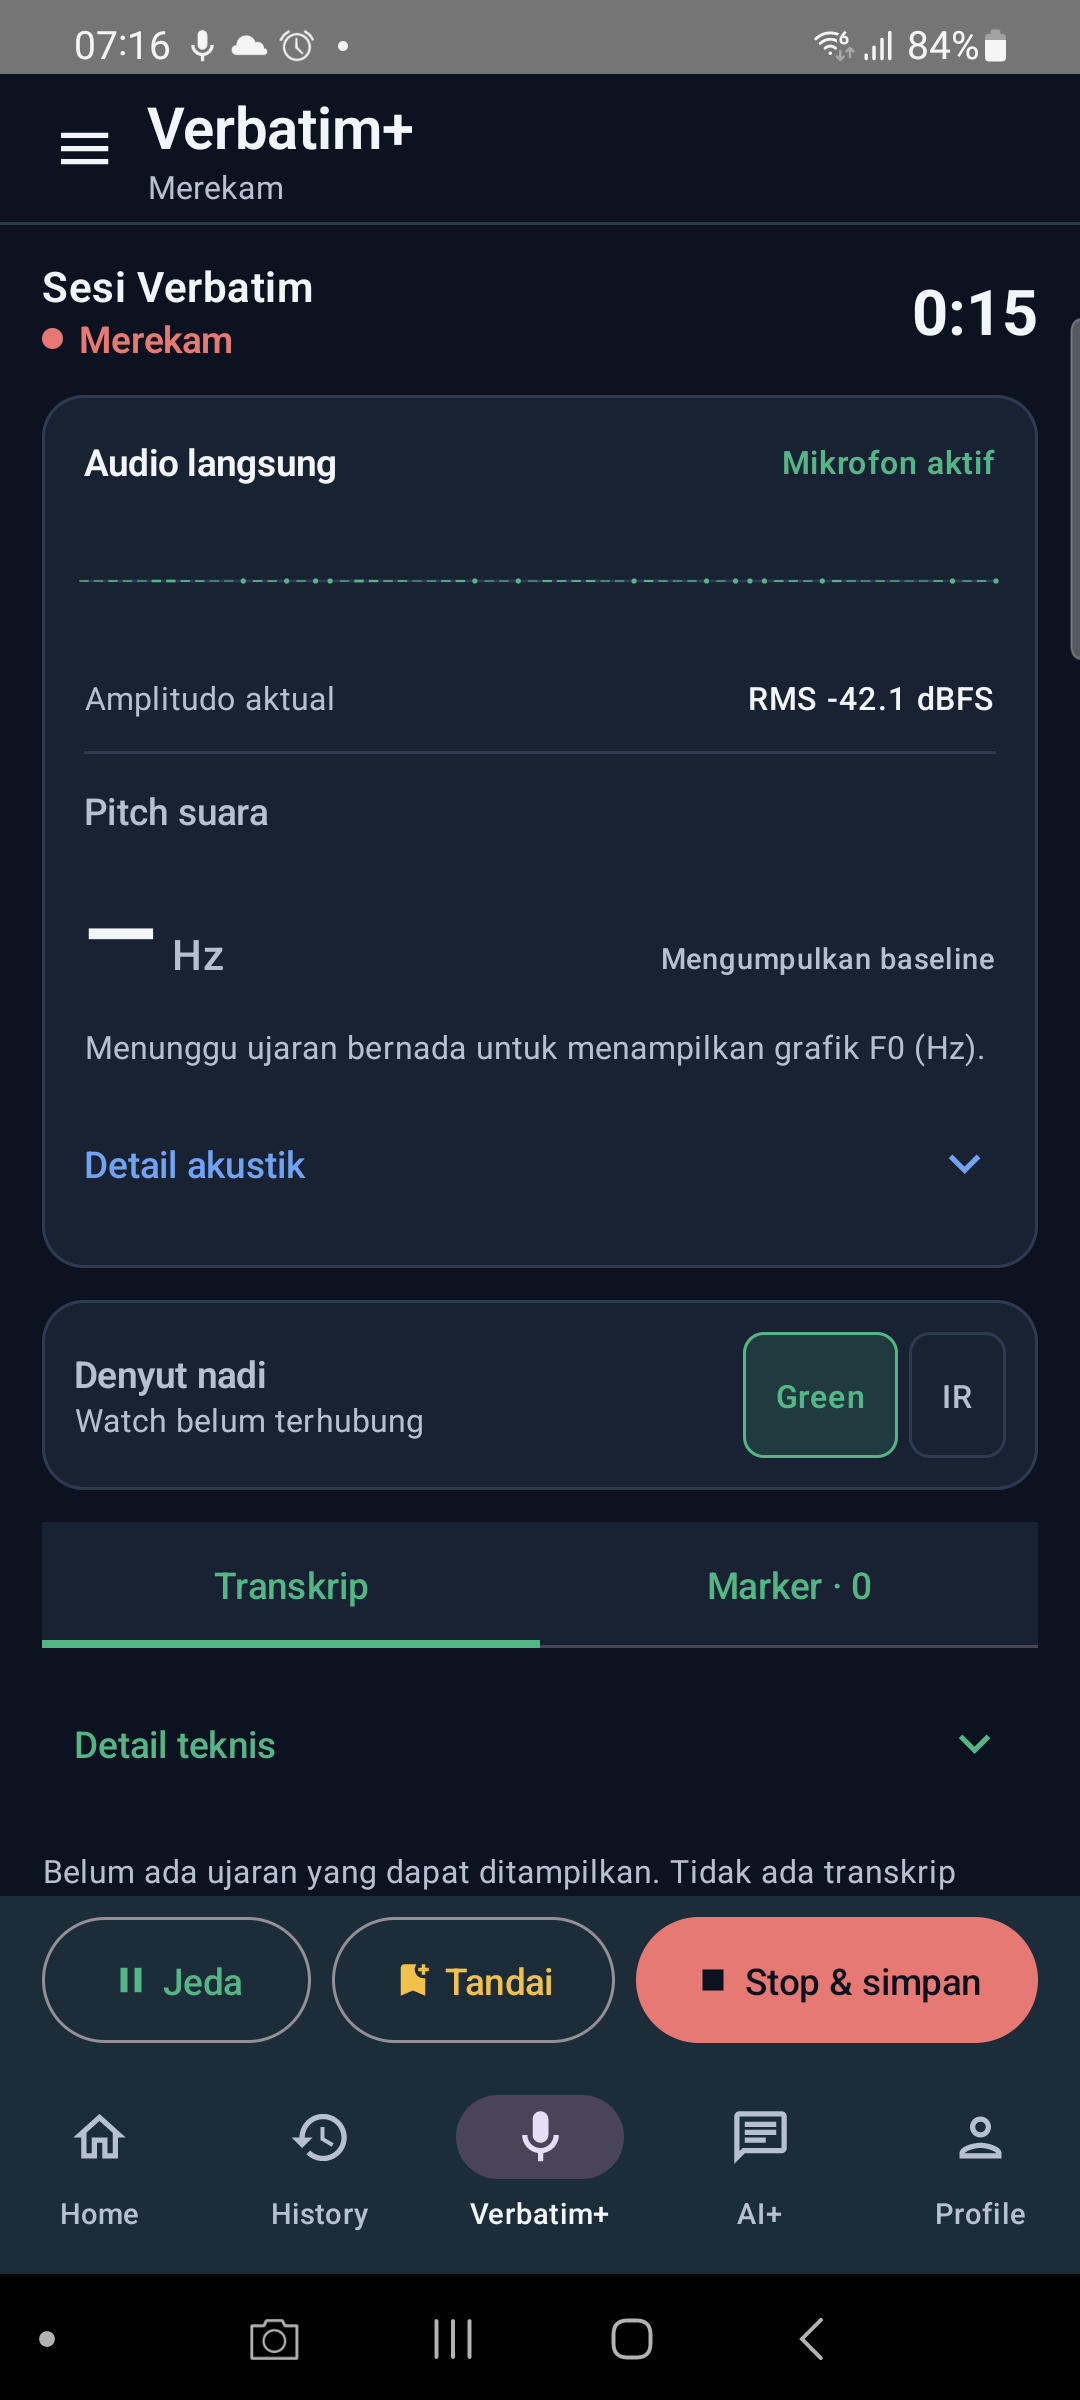 07:16
84%
Verbatim+
Merekam
Sesi Verbatim
Merekam
0:15
Audio langsung
Mikrofon aktif
Amplitudo aktual
RMS -42.1 dBFS
Pitch suara
— Hz
Mengumpulkan baseline
Menunggu ujaran bernada untuk menampilkan grafik F0 (Hz).
Detail akustik
Denyut nadi
Watch belum terhubung
Green
IR
Transkrip
Marker · 0
Detail teknis
Belum ada ujaran yang dapat ditampilkan. Tidak ada transkrip
Jeda
Tandai
Stop & simpan
Home
History
Verbatim+
AI+
Profile